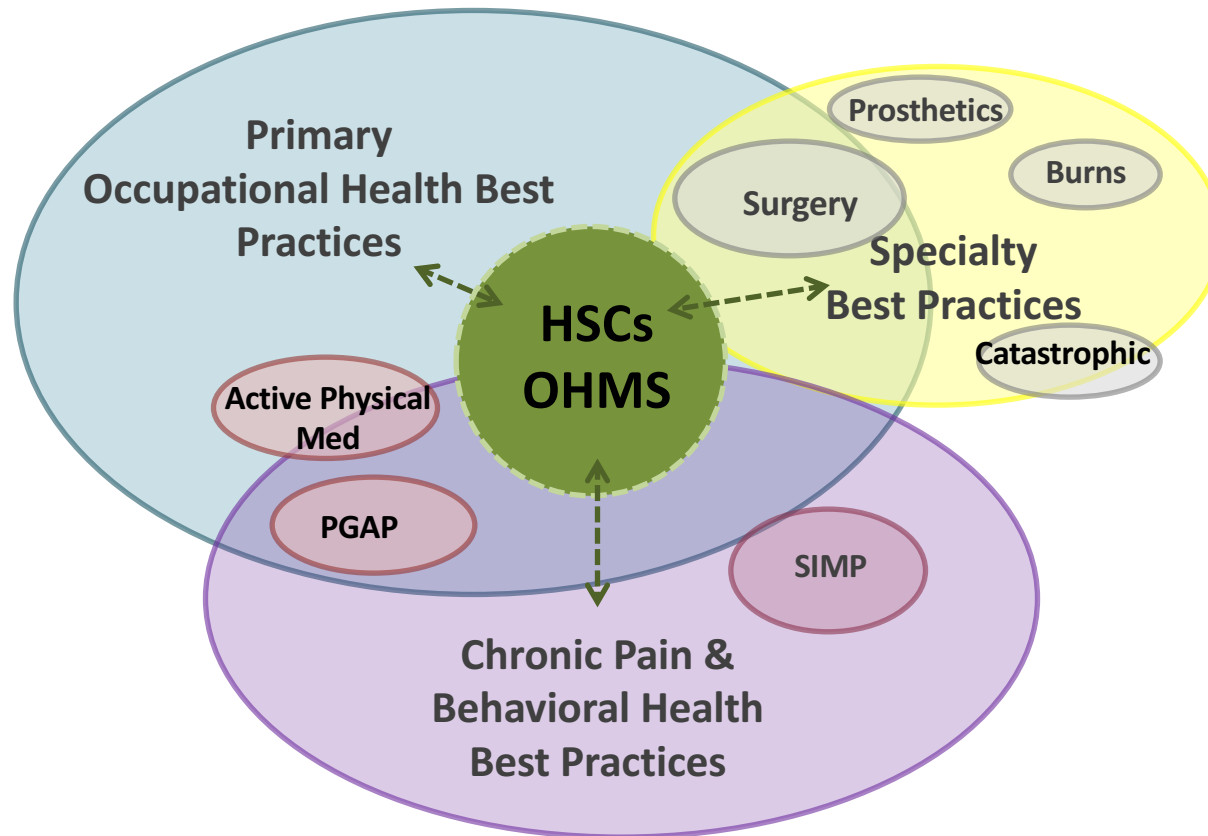 Primary
Occupational Health Best
Practices
Prosthetics
Burns
Surgery
Specialty
Best Practices
Catastrophic
HSCs
OHMS
Active Physical
Med
PGAP
SIMP
Chronic Pain &
Behavioral Health
Best Practices